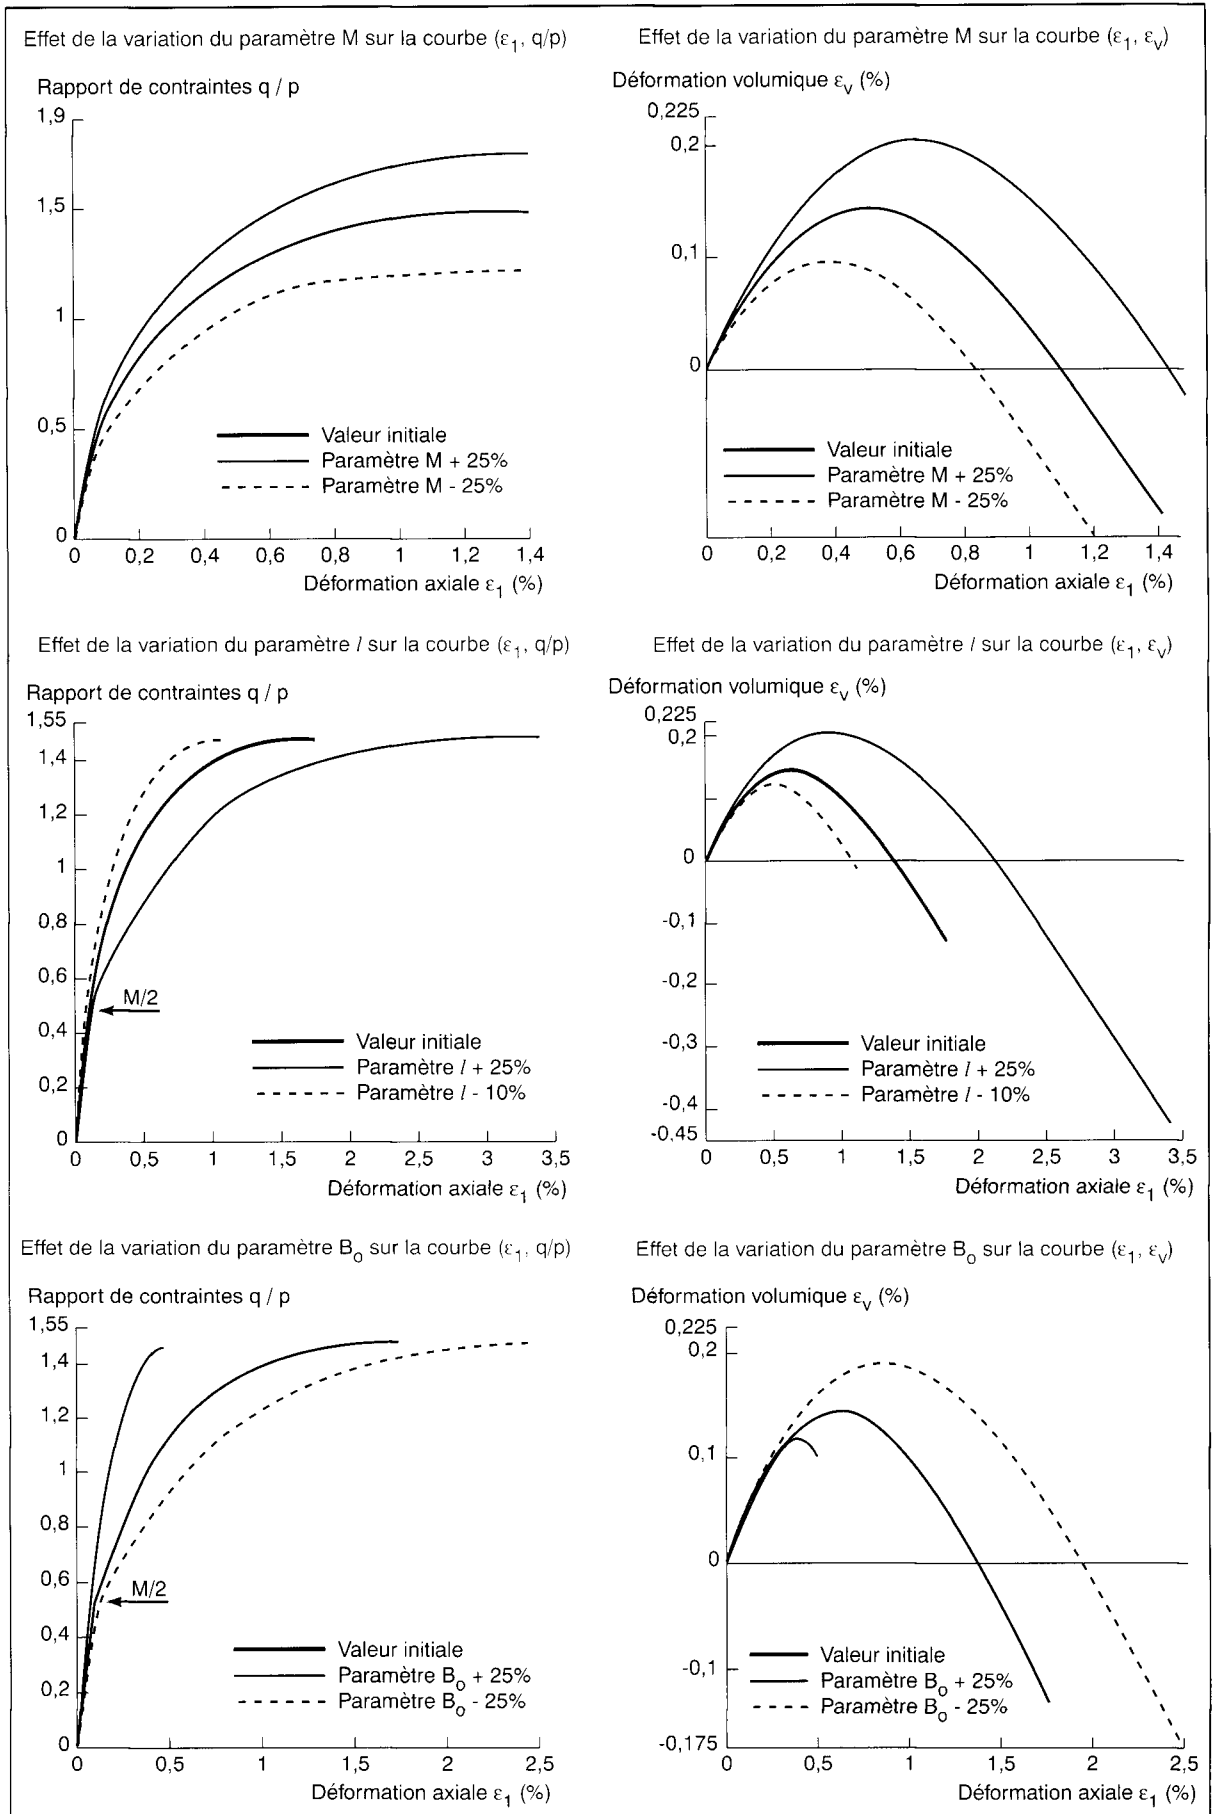 Effet de la variation du paramètre M sur la courbe (ε₁, q/p)
Rapport de contraintes q / p
1,9
1,5
1
0,5
0
Valeur initiale
Paramètre M + 25%
Paramètre M - 25%
0 0,2 0,4 0,6 0,8 1 1,2 1,4
Déformation axiale ε₁ (%)
Effet de la variation du paramètre M sur la courbe (ε₁, εᵥ)
Déformation volumique εᵥ (%)
0,225
0,2
0,1
0
Valeur initiale
Paramètre M + 25%
Paramètre M - 25%
0 0,2 0,4 0,6 0,8 1 1,2 1,4
Déformation axiale ε₁ (%)
Effet de la variation du paramètre l sur la courbe (ε₁, q/p)
Rapport de contraintes q / p
1,55
1,4
1,2
1
0,8
0,6
M/2
0,4
0,2
0
Valeur initiale
Paramètre l + 25%
Paramètre l - 10%
0 0,5 1 1,5 2 2,5 3 3,5
Déformation axiale ε₁ (%)
Effet de la variation du paramètre l sur la courbe (ε₁, εᵥ)
Déformation volumique εᵥ (%)
0,225
0,2
0
-0,1
-0,2
-0,3
-0,4
-0,45
Valeur initiale
Paramètre l + 25%
Paramètre l - 10%
0 0,5 1 1,5 2 2,5 3 3,5
Déformation axiale ε₁ (%)
Effet de la variation du paramètre Bₒ sur la courbe (ε₁, q/p)
Rapport de contraintes q / p
1,55
1,4
1,2
1
0,8
0,6
M/2
0,4
0,2
0
Valeur initiale
Paramètre Bₒ + 25%
Paramètre Bₒ - 25%
0 0,5 1 1,5 2 2,5
Déformation axiale ε₁ (%)
Effet de la variation du paramètre Bₒ sur la courbe (ε₁, εᵥ)
Déformation volumique εᵥ (%)
0,225
0,2
0,1
0
-0,1
-0,175
Valeur initiale
Paramètre Bₒ + 25%
Paramètre Bₒ - 25%
0 0,5 1 1,5 2 2,5
Déformation axiale ε₁ (%)